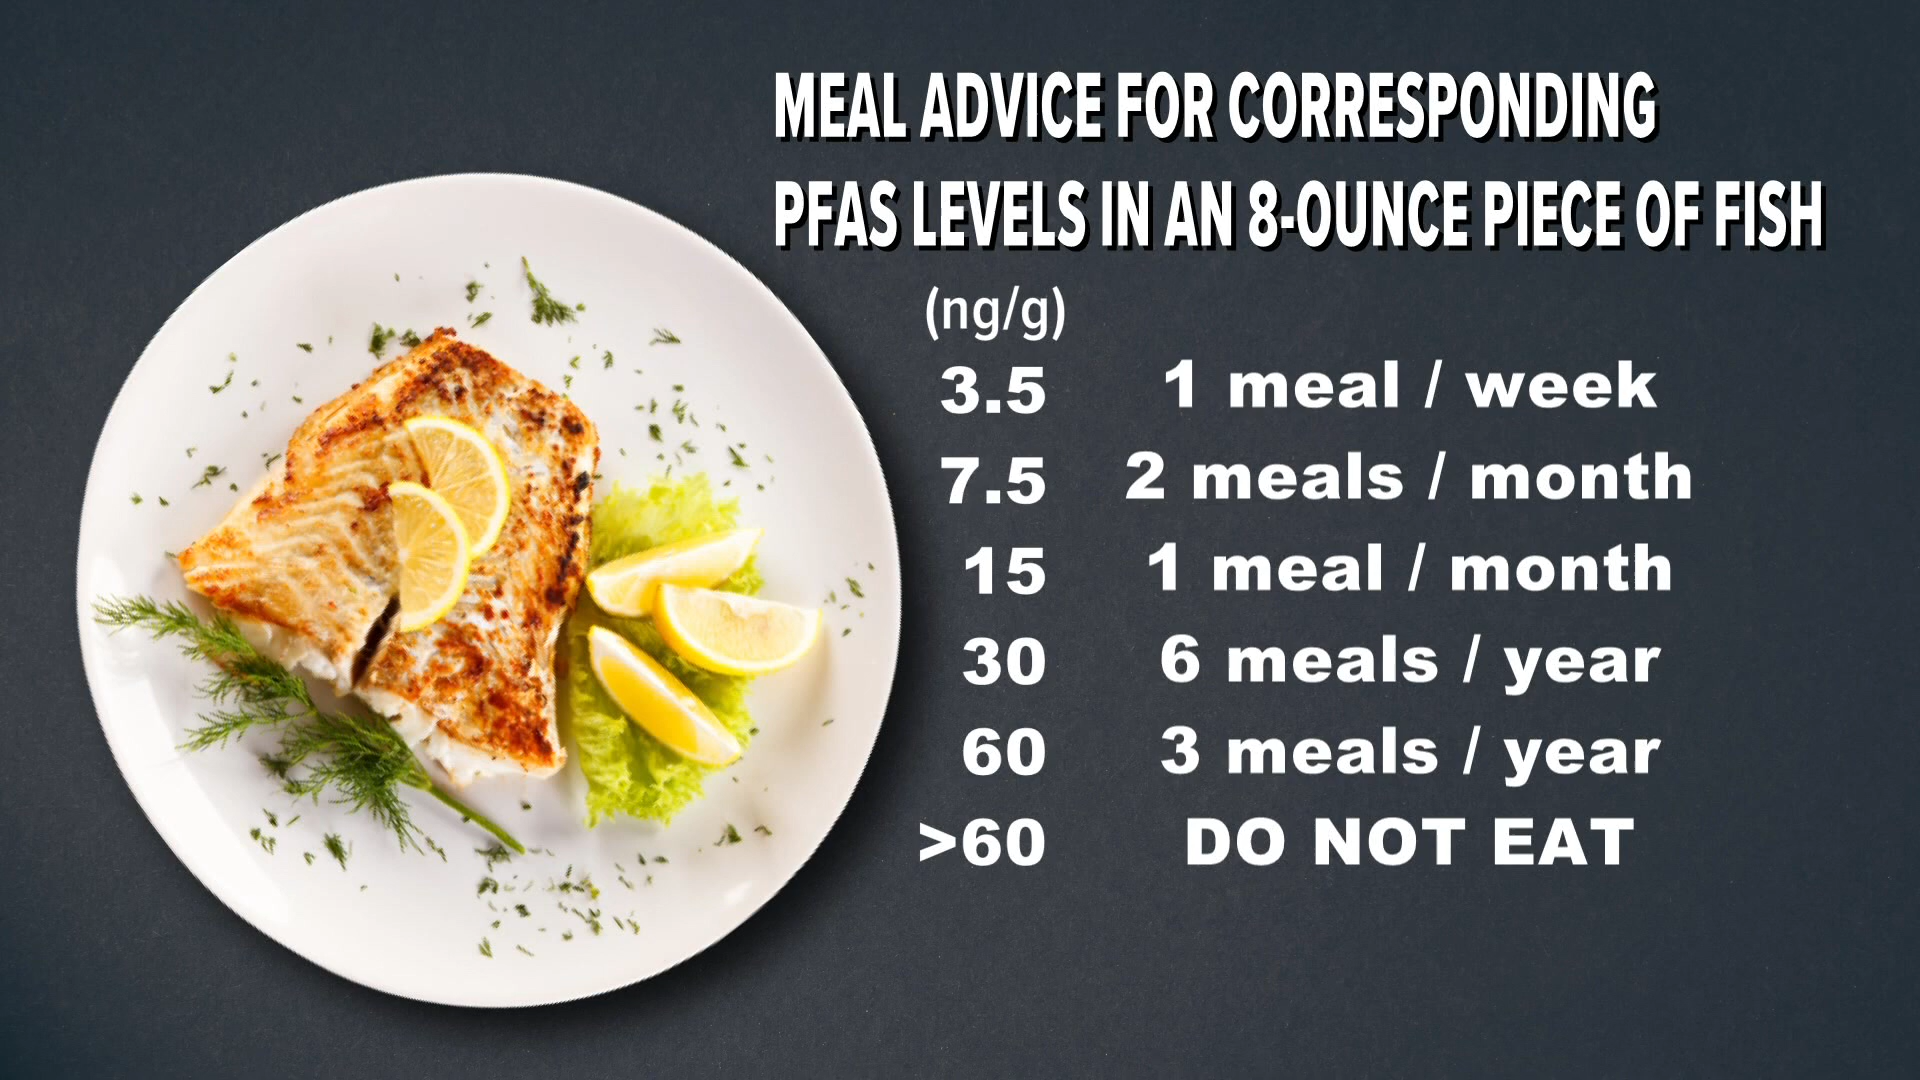 MEAL ADVICE FOR CORRESPONDING
PFAS LEVELS IN AN 8-OUNCE PIECE OF FISH
(ng/g)
3.5 1 meal / week
7.5 2 meals / month
15 1 meal / month
30 6 meals / year
60 3 meals / year
>60 DO NOT EAT